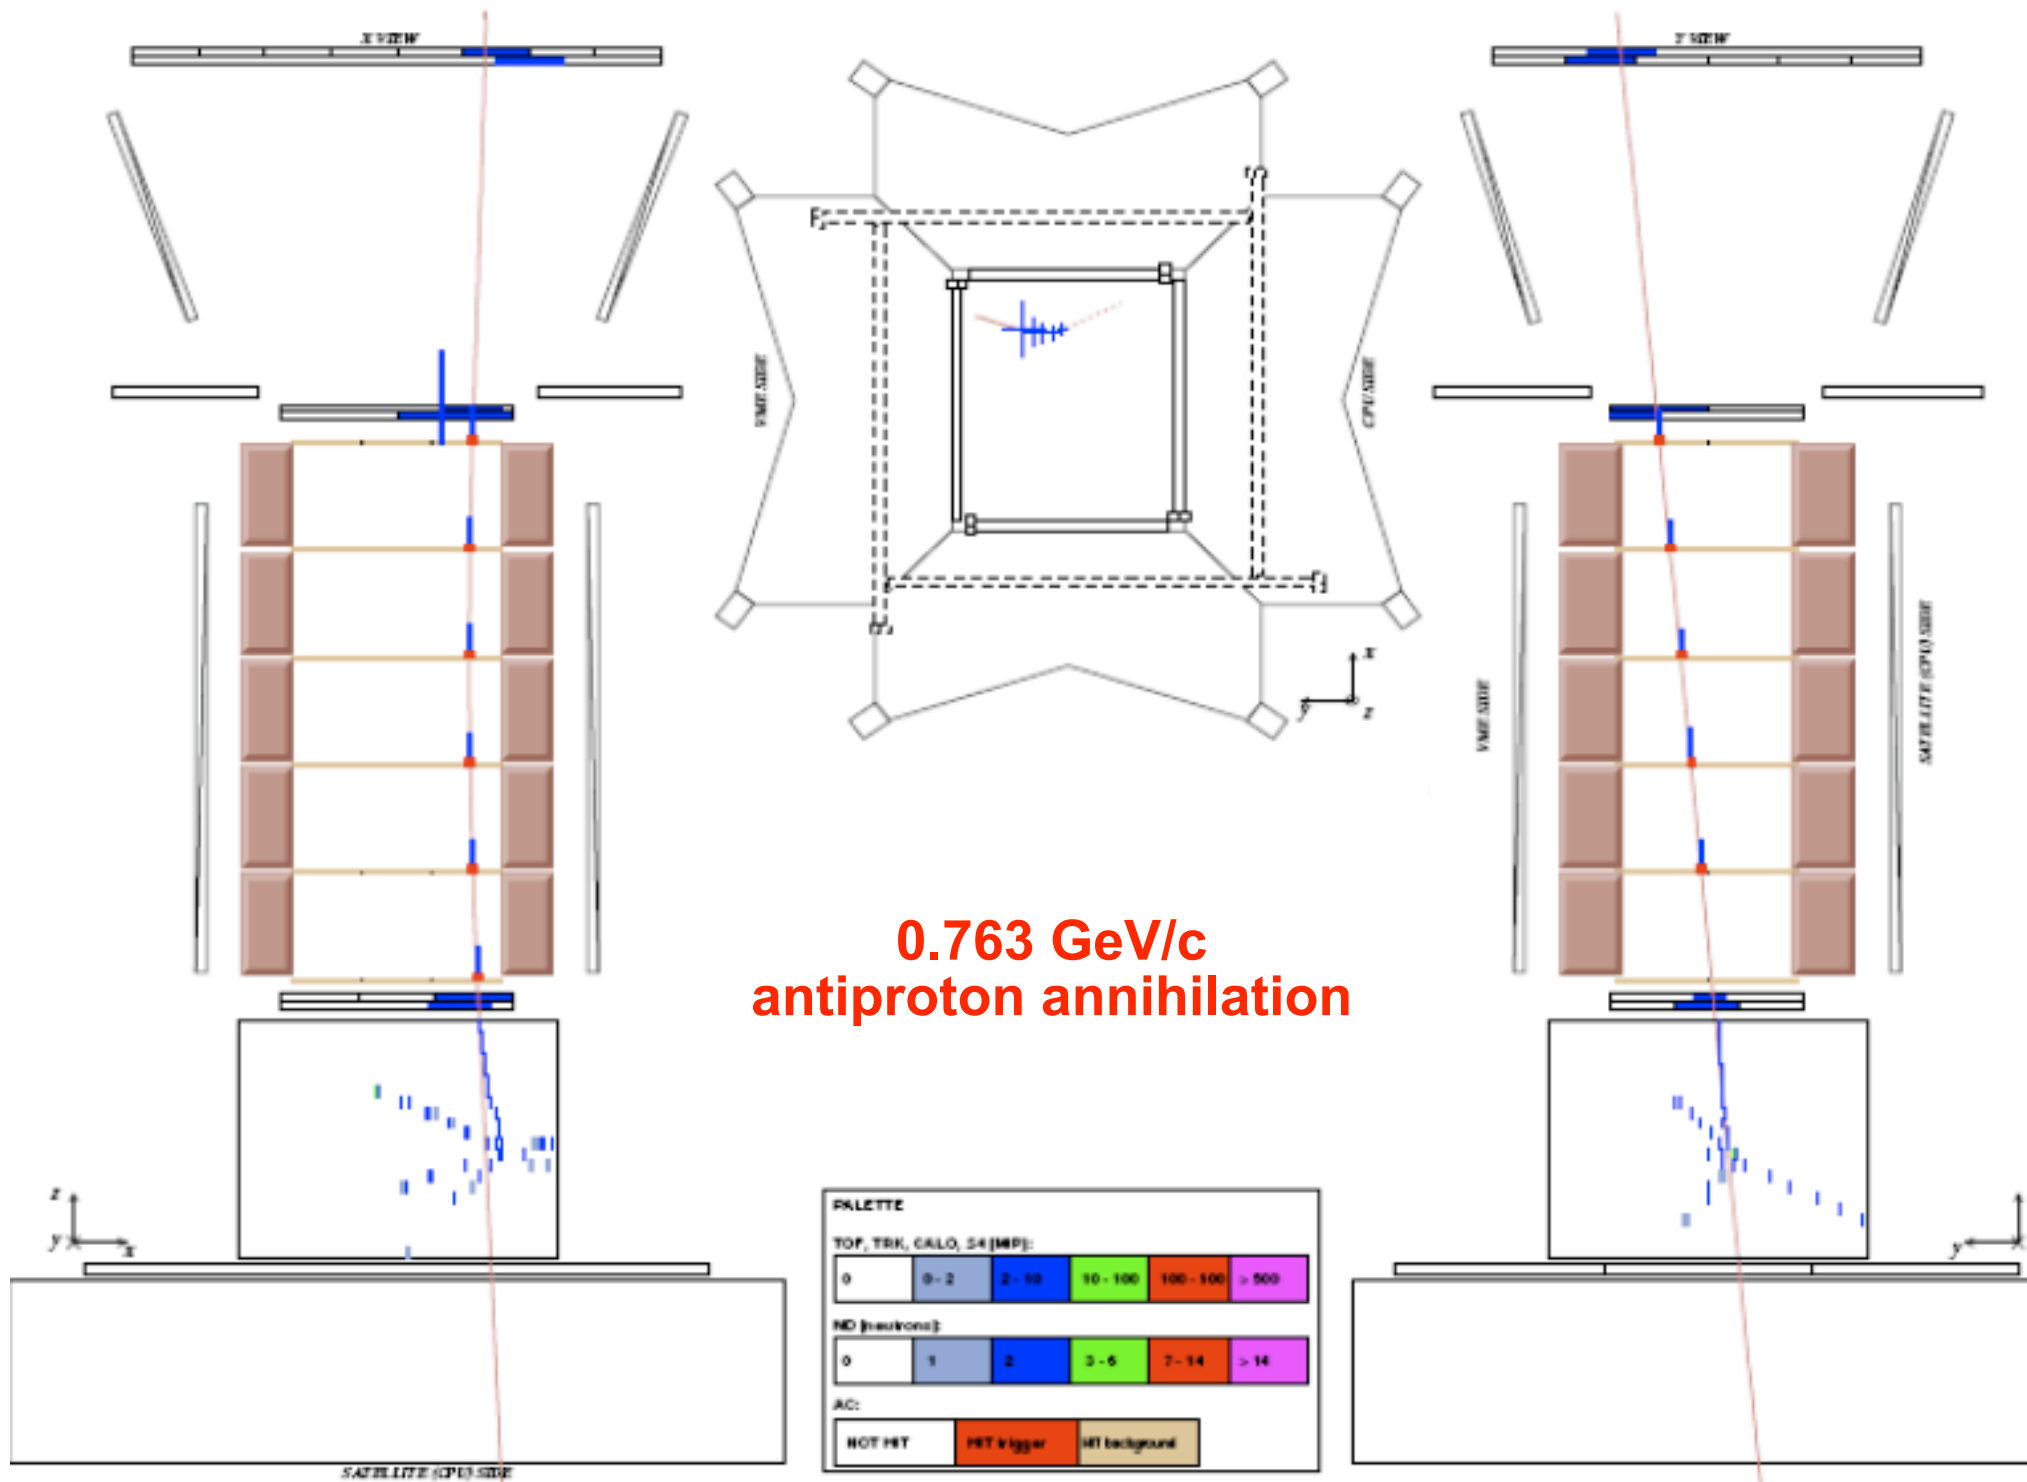 X VIEW
Y VIEW
VME SIDE
CPU SIDE
x
y
z
VME SIDE
SATELLITE (CPU) SIDE
0.763 GeV/c
antiproton annihilation
z
y
x
y
PALETTE
TOF, TRK, CALO, S4 [MIP]:
0 0 - 2 2 - 10 10 - 100 100 - 500 > 500
ND [neutrons]:
0 1 2 3 - 6 7 - 14 > 14
AC:
NOT HIT HIT trigger HIT background
SATELLITE (CPU) SIDE